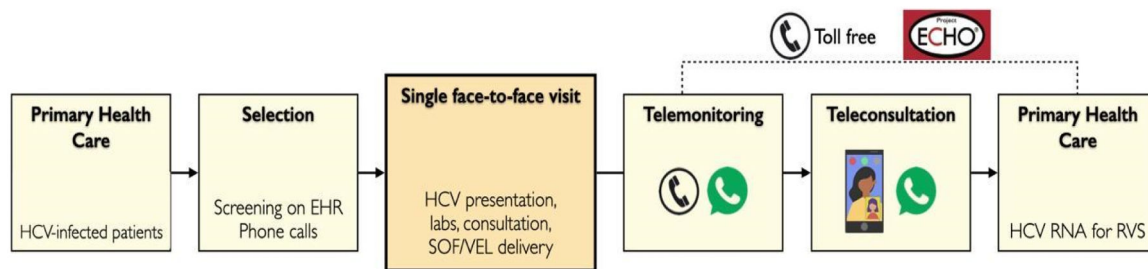 Toll free
Project
ECHO®
Primary Health
Care
HCV-infected patients
Selection
Screening on EHR
Phone calls
Single face-to-face visit
HCV presentation,
labs, consultation,
SOF/VEL delivery
Telemonitoring
Teleconsultation
Primary Health
Care
HCV RNA for RVS